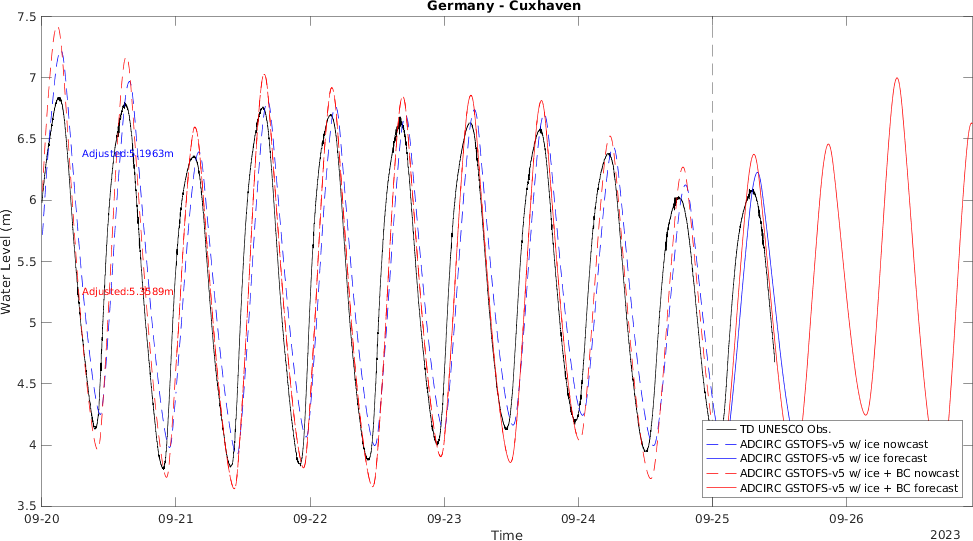 Germany - Cuxhaven
7.5
7
6.5
6
5.5
5
4.5
4
3.5
Water Level (m)
Adjusted:5.1963m
Adjusted:5.3589m
TD UNESCO Obs.
ADCIRC GSTOFS-v5 w/ ice nowcast
ADCIRC GSTOFS-v5 w/ ice forecast
ADCIRC GSTOFS-v5 w/ ice + BC nowcast
ADCIRC GSTOFS-v5 w/ ice + BC forecast
09-20 09-21 09-22 09-23 09-24 09-25 09-26
Time
2023